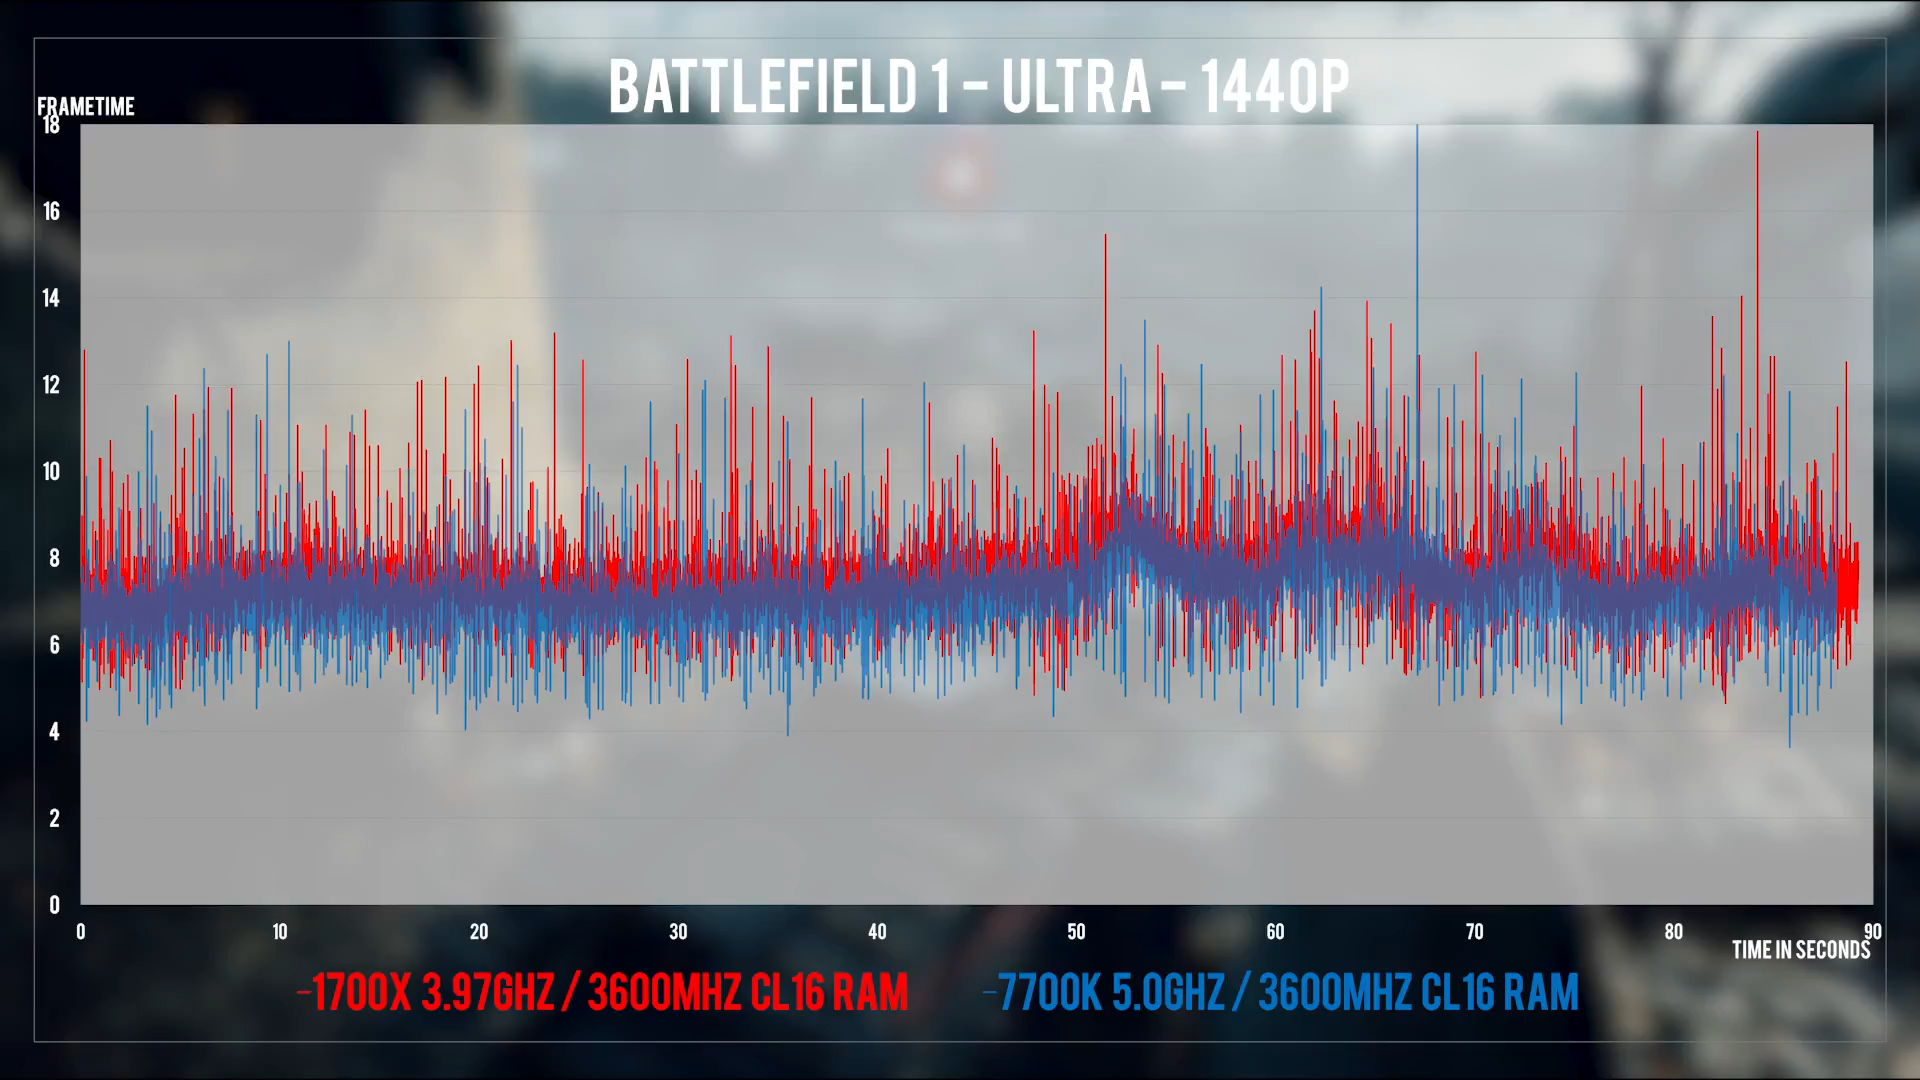 BATTLEFIELD 1 - ULTRA - 1440P
FRAMETIME
18
16
14
12
10
8
6
4
2
0
0 10 20 30 40 50 60 70 80 90
TIME IN SECONDS
-1700X 3.97GHZ / 3600MHZ CL16 RAM -7700K 5.0GHZ / 3600MHZ CL16 RAM